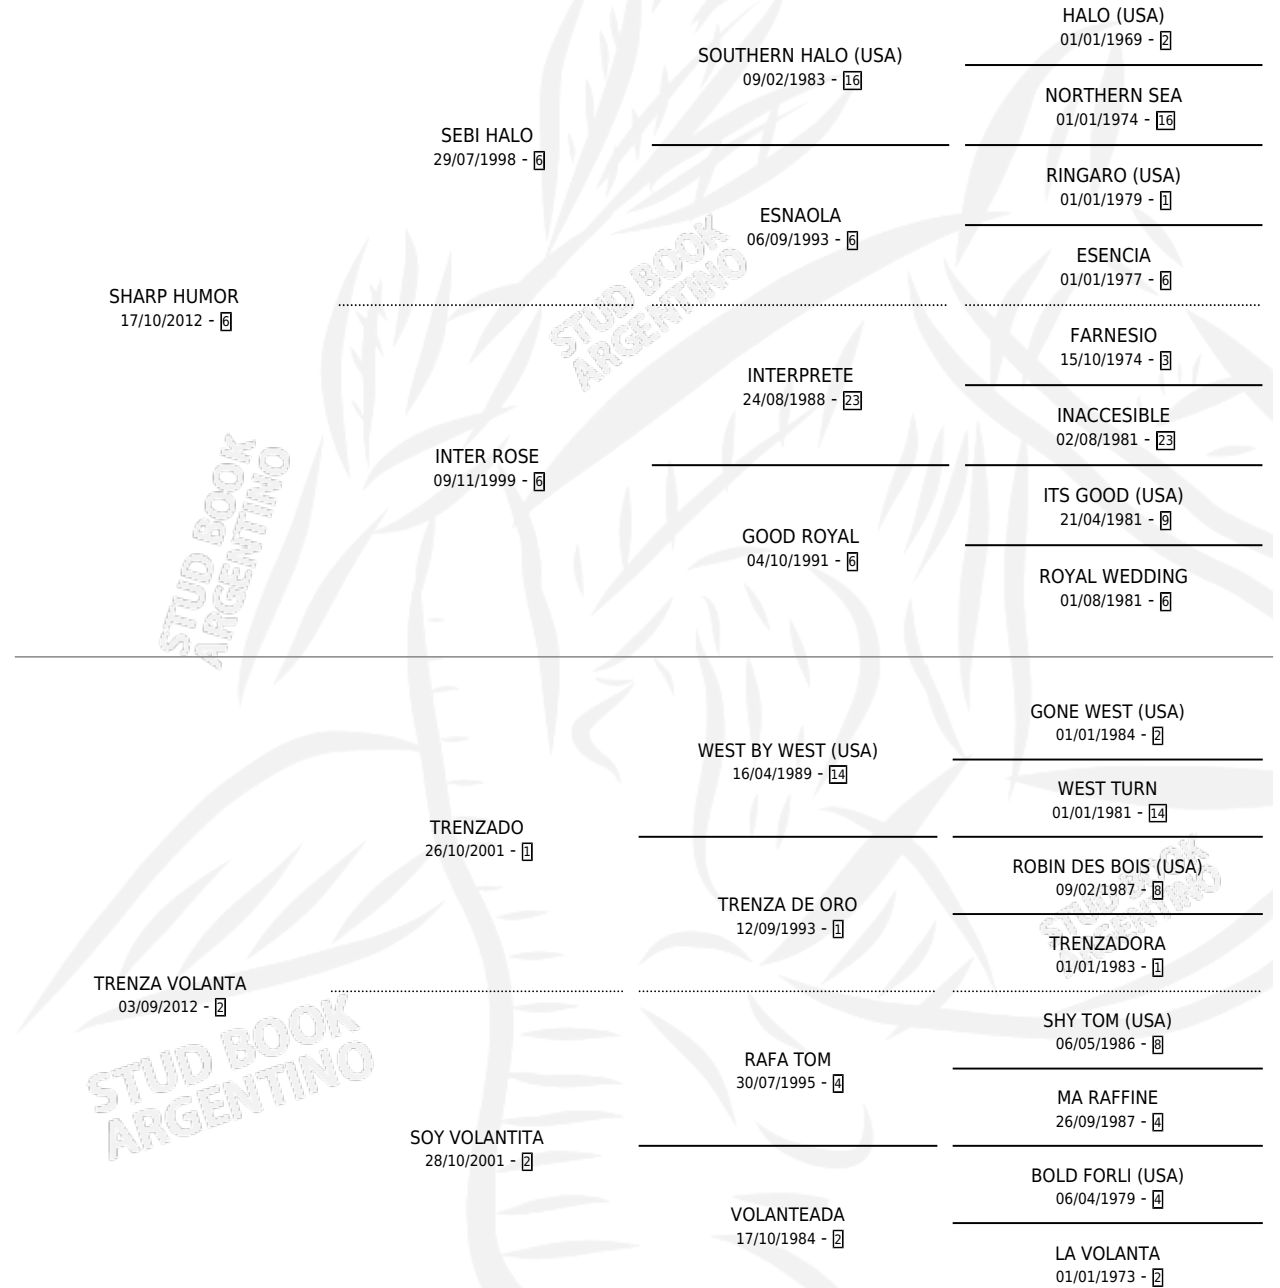 HALO (USA)
01/01/1969 - 2
SOUTHERN HALO (USA)
09/02/1983 - 16
NORTHERN SEA
01/01/1974 - 16
SEBI HALO
29/07/1998 - 6
RINGARO (USA)
01/01/1979 - 1
ESNAOLA
06/09/1993 - 6
ESENCIA
01/01/1977 - 6
SHARP HUMOR
17/10/2012 - 6
STUD BOOK
ARGENTINO
FARNESIO
15/10/1974 - 3
INTERPRETE
24/08/1988 - 23
INACCESIBLE
02/08/1981 - 23
INTER ROSE
09/11/1999 - 6
ITS GOOD (USA)
21/04/1981 - 9
GOOD ROYAL
04/10/1991 - 6
ROYAL WEDDING
01/08/1981 - 6
STUD BOOK
ARGENTINO
GONE WEST (USA)
01/01/1984 - 2
WEST BY WEST (USA)
16/04/1989 - 14
WEST TURN
01/01/1981 - 14
TRENZADO
26/10/2001 - 1
ROBIN DES BOIS (USA)
09/02/1987 - 8
TRENZA DE ORO
12/09/1993 - 1
TRENZADORA
01/01/1983 - 1
STUD BOOK
ARGENTINO
TRENZA VOLANTA
03/09/2012 - 2
SHY TOM (USA)
06/05/1986 - 8
RAFA TOM
30/07/1995 - 4
MA RAFFINE
26/09/1987 - 4
STUD BOOK
ARGENTINO
SOY VOLANTITA
28/10/2001 - 2
BOLD FORLI (USA)
06/04/1979 - 4
VOLANTEADA
17/10/1984 - 2
LA VOLANTA
01/01/1973 - 2